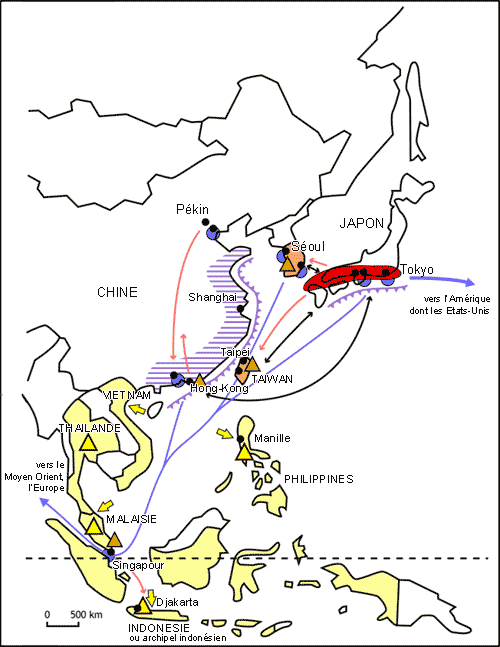 Pékin
JAPON
Séoul
Tokyo
CHINE
Shanghai
vers l'Amérique
dont les Etats-Unis
Taipei
TAIWAN
Hong-Kong
VIETNAM
THAILANDE
Manille
vers le
Moyen Orient,
l'Europe
PHILIPPINES
MALAISIE
Singapour
Djakarta
0 500 km
INDONESIE
ou archipel indonésien